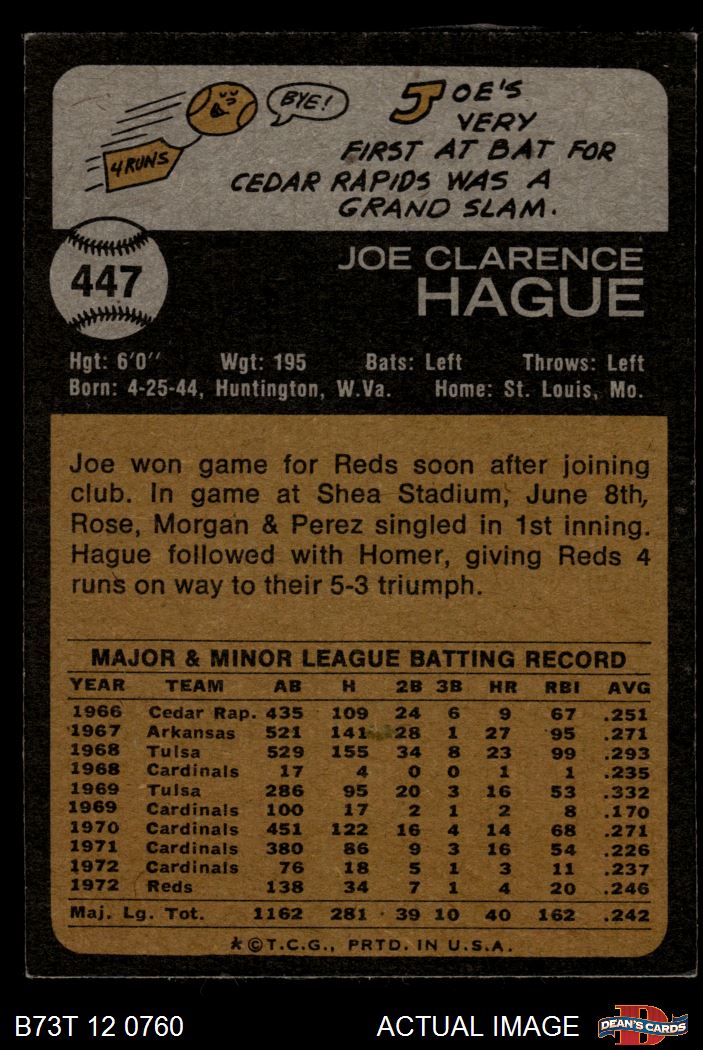 BYE!
4 RUNS
JOE'S
VERY
FIRST AT BAT FOR
CEDAR RAPIDS WAS A
GRAND SLAM.
447
JOE CLARENCE
HAGUE
Hgt: 6'0" Wgt: 195 Bats: Left Throws: Left
Born: 4-25-44, Huntington, W.Va. Home: St. Louis, Mo.
Joe won game for Reds soon after joining
club. In game at Shea Stadium, June 8th,
Rose, Morgan & Perez singled in 1st inning.
Hague followed with Homer, giving Reds 4
runs on way to their 5-3 triumph.
MAJOR & MINOR LEAGUE BATTING RECORD
YEAR TEAM AB H 2B 3B HR RBI AVG
1966 Cedar Rap. 435 109 24 6 9 67 .251
1967 Arkansas 521 141 28 1 27 95 .271
1968 Tulsa 529 155 34 8 23 99 .293
1968 Cardinals 17 4 0 0 1 1 .235
1969 Tulsa 286 95 20 3 16 53 .332
1969 Cardinals 100 17 2 1 2 8 .170
1970 Cardinals 451 122 16 4 14 68 .271
1971 Cardinals 380 86 9 3 16 54 .226
1972 Cardinals 76 18 5 1 3 11 .237
1972 Reds 138 34 7 1 4 20 .246
Maj. Lg. Tot. 1162 281 39 10 40 162 .242
*©T.C.G., PRTD. IN U.S.A.
B73T 12 0760 ACTUAL IMAGE D DEAN'S CARDS